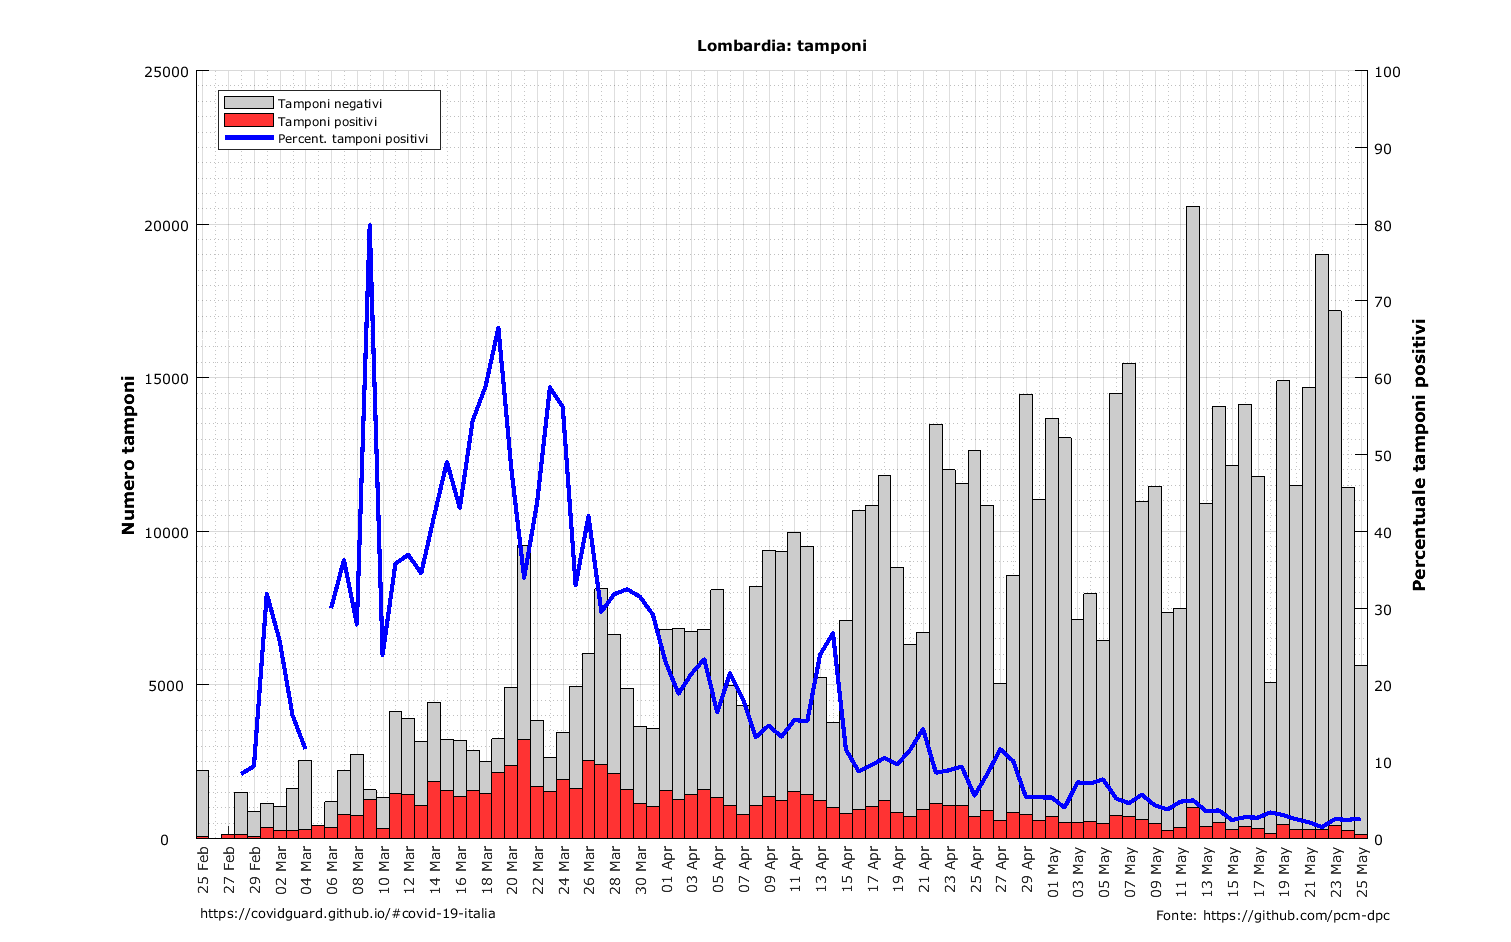 Lombardia: tamponi
Tamponi negativi
Tamponi positivi
Percent. tamponi positivi
Numero tamponi
25000
20000
15000
10000
5000
0
Percentuale tamponi positivi
100
90
80
70
60
50
40
30
20
10
0
25 Feb
27 Feb
29 Feb
02 Mar
04 Mar
06 Mar
08 Mar
10 Mar
12 Mar
14 Mar
16 Mar
18 Mar
20 Mar
22 Mar
24 Mar
26 Mar
28 Mar
30 Mar
01 Apr
03 Apr
05 Apr
07 Apr
09 Apr
11 Apr
13 Apr
15 Apr
17 Apr
19 Apr
21 Apr
23 Apr
25 Apr
27 Apr
29 Apr
01 May
03 May
05 May
07 May
09 May
11 May
13 May
15 May
17 May
19 May
21 May
23 May
25 May
https://covidguard.github.io/#covid-19-italia
Fonte: https://github.com/pcm-dpc